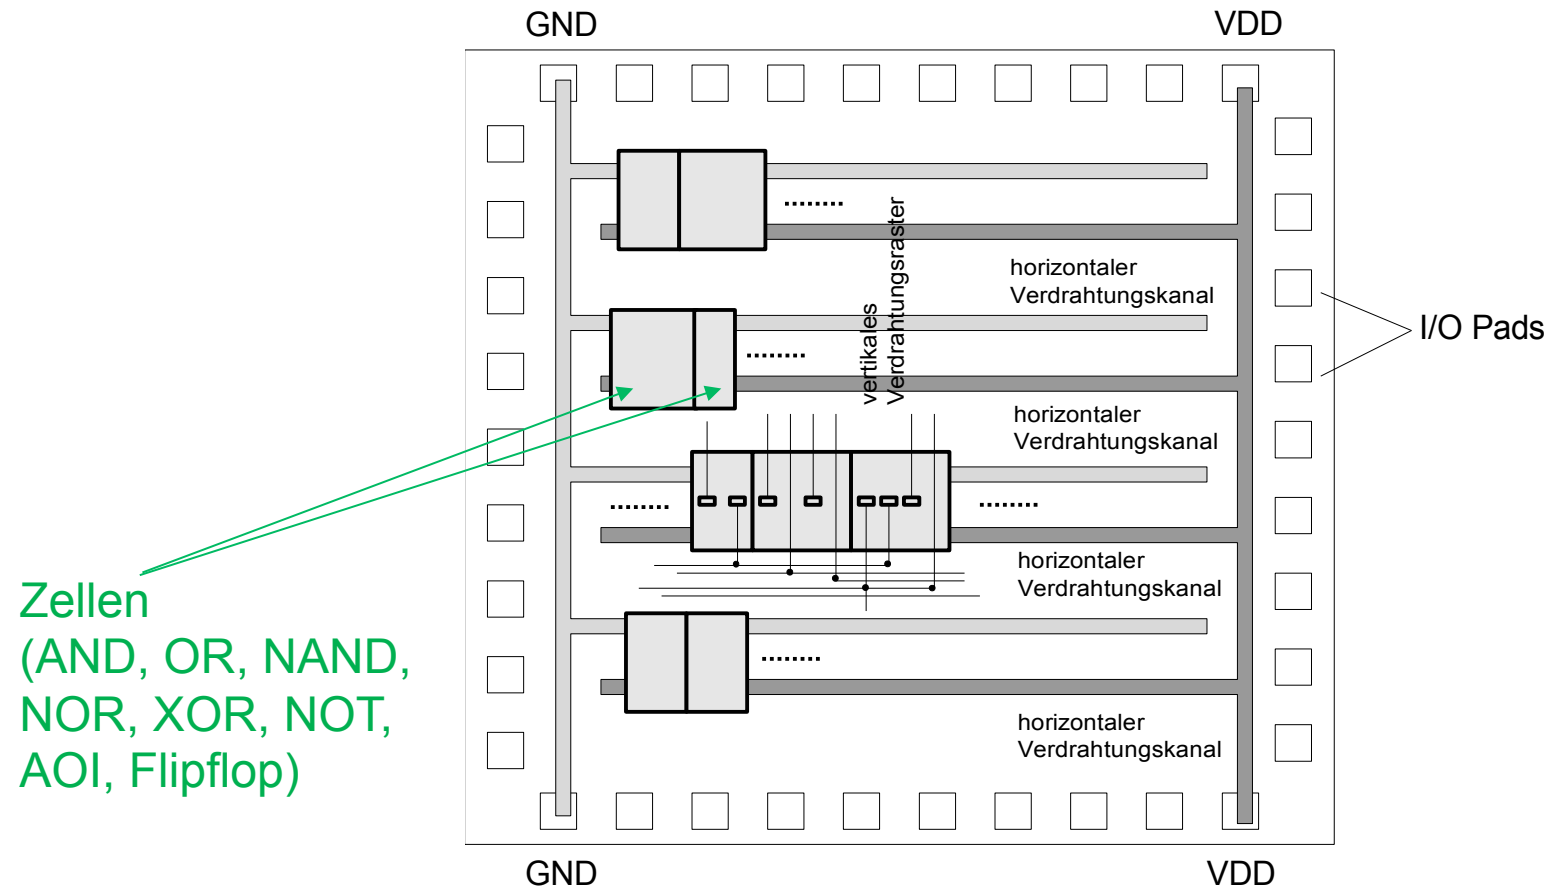 GND
VDD
horizontaler
Verdrahtungskanal
vertikales
Verdrahtungsraster
I/O Pads
horizontaler
Verdrahtungskanal
horizontaler
Verdrahtungskanal
Zellen
(AND, OR, NAND,
NOR, XOR, NOT,
AOI, Flipflop)
horizontaler
Verdrahtungskanal
GND
VDD